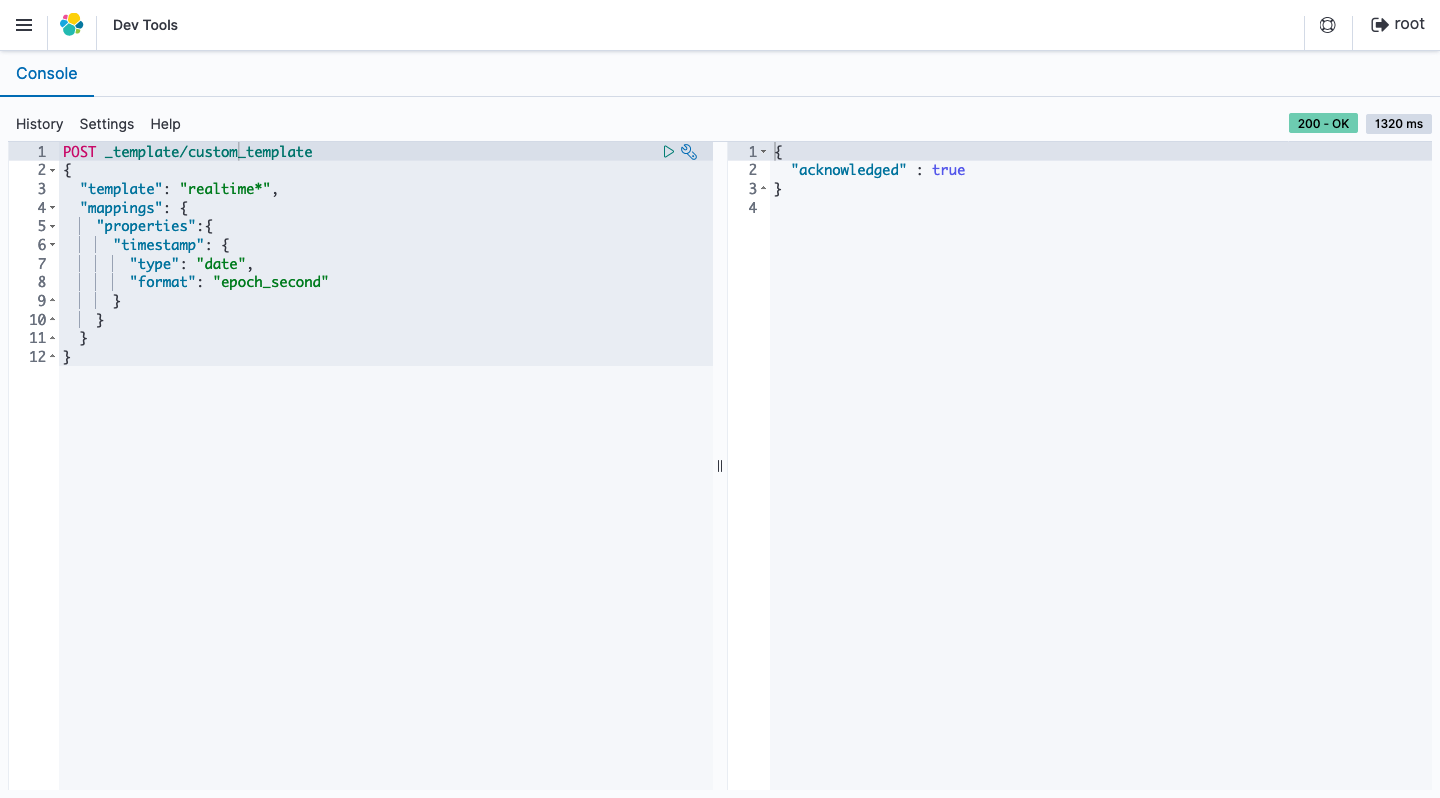 Dev Tools
root
Console
History Settings Help
200 - OK 1320 ms
1 POST _template/custom_template
2 {
3 "template": "realtime*",
4 "mappings": {
5 "properties":{
6 "timestamp": {
7 "type": "date",
8 "format": "epoch_second"
9 }
10 }
11 }
12 }
1 {
2 "acknowledged" : true
3 }
4